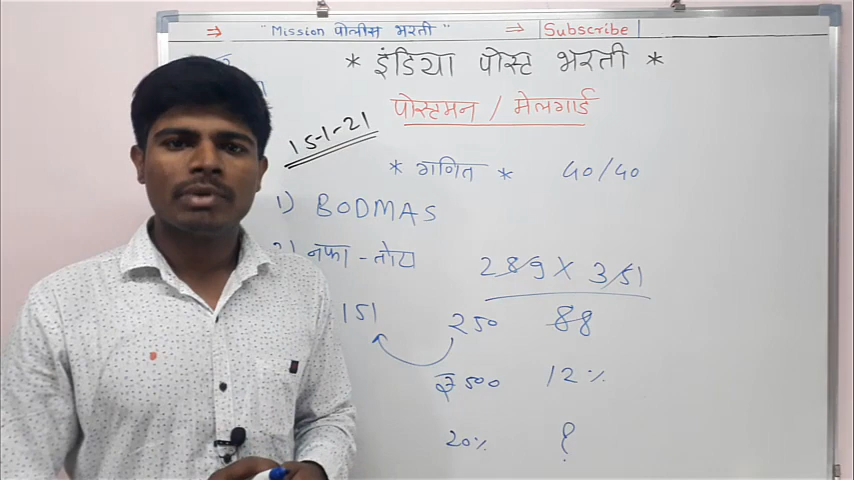 ⇒ "Mission पोलीस भरती" ⇒ Subscribe
* इंडिया पोस्ट भरती *
पोस्टमन / मेलगार्ड
15-1-21
* गणित * 40/40
1) BODMAS
2) नफा - तोटा
289 X 351
151 250 88
₹500 12%
20% ?